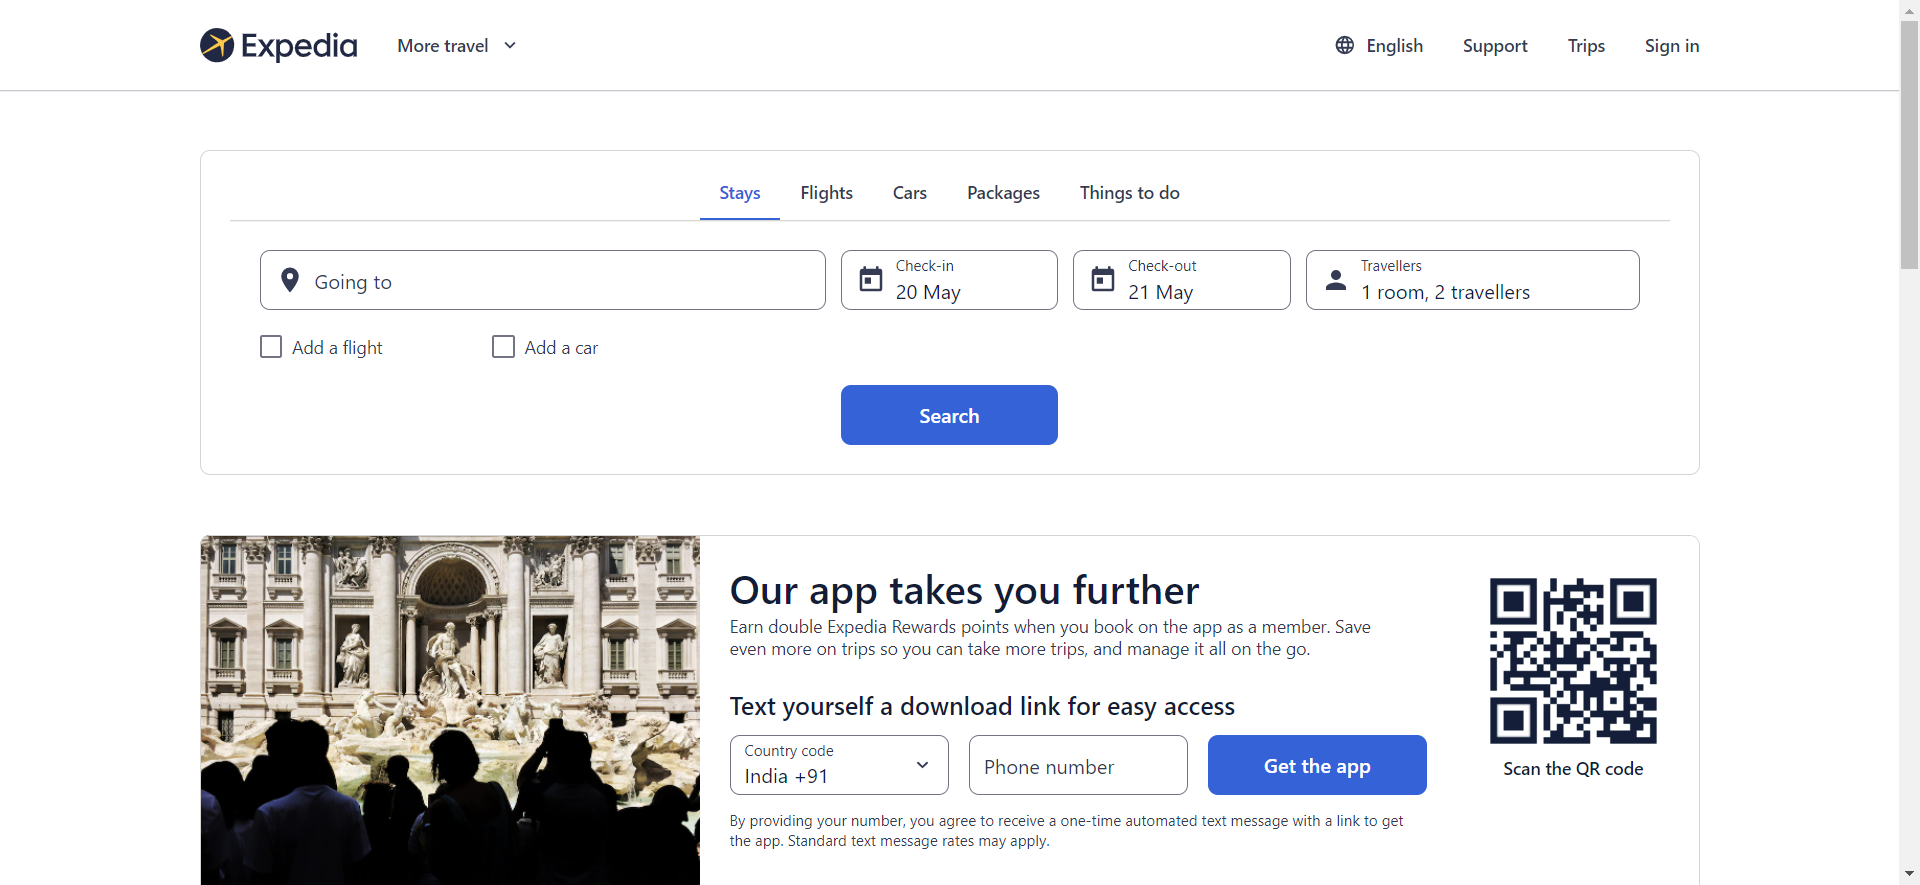 Expedia
More travel
English
Support
Trips
Sign in
Stays
Flights
Cars
Packages
Things to do
Going to
Check-in
20 May
Check-out
21 May
Travellers
1 room, 2 travellers
Add a flight
Add a car
Search
Our app takes you further
Earn double Expedia Rewards points when you book on the app as a member. Save
even more on trips so you can take more trips, and manage it all on the go.
Text yourself a download link for easy access
Country code
India +91
Phone number
Get the app
By providing your number, you agree to receive a one-time automated text message with a link to get
the app. Standard text message rates may apply.
Scan the QR code